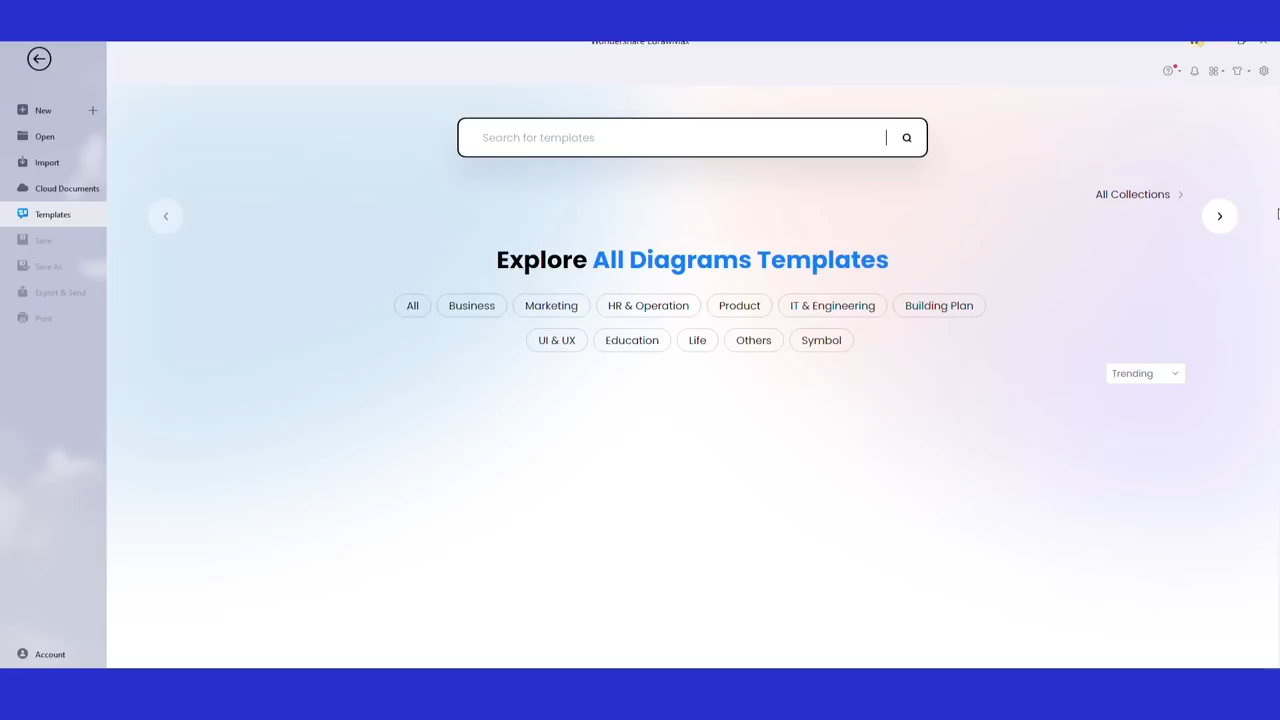 Wondershare EdrawMax
New
Open
Import
Cloud Documents
Templates
Save
Save As
Export & Send
Print
Account
Search for templates
All Collections
Explore All Diagrams Templates
All Business Marketing HR & Operation Product IT & Engineering Building Plan
UI & UX Education Life Others Symbol
Trending